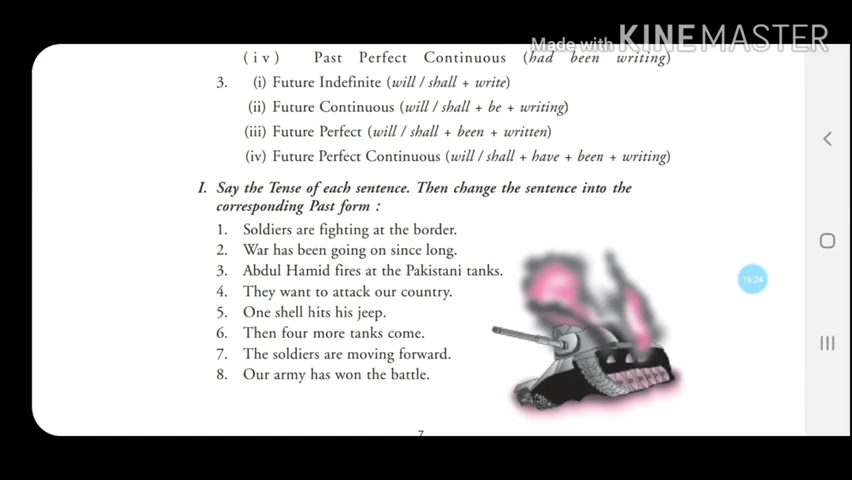 Made with KINEMASTER
(iv) Past Perfect Continuous (had been writing)
3. (i) Future Indefinite (will / shall + write)
(ii) Future Continuous (will / shall + be + writing)
(iii) Future Perfect (will / shall + been + written)
(iv) Future Perfect Continuous (will / shall + have + been + writing)
I. Say the Tense of each sentence. Then change the sentence into the
corresponding Past form :
1. Soldiers are fighting at the border.
2. War has been going on since long.
3. Abdul Hamid fires at the Pakistani tanks.
4. They want to attack our country.
5. One shell hits his jeep.
6. Then four more tanks come.
7. The soldiers are moving forward.
8. Our army has won the battle.
16:24
7